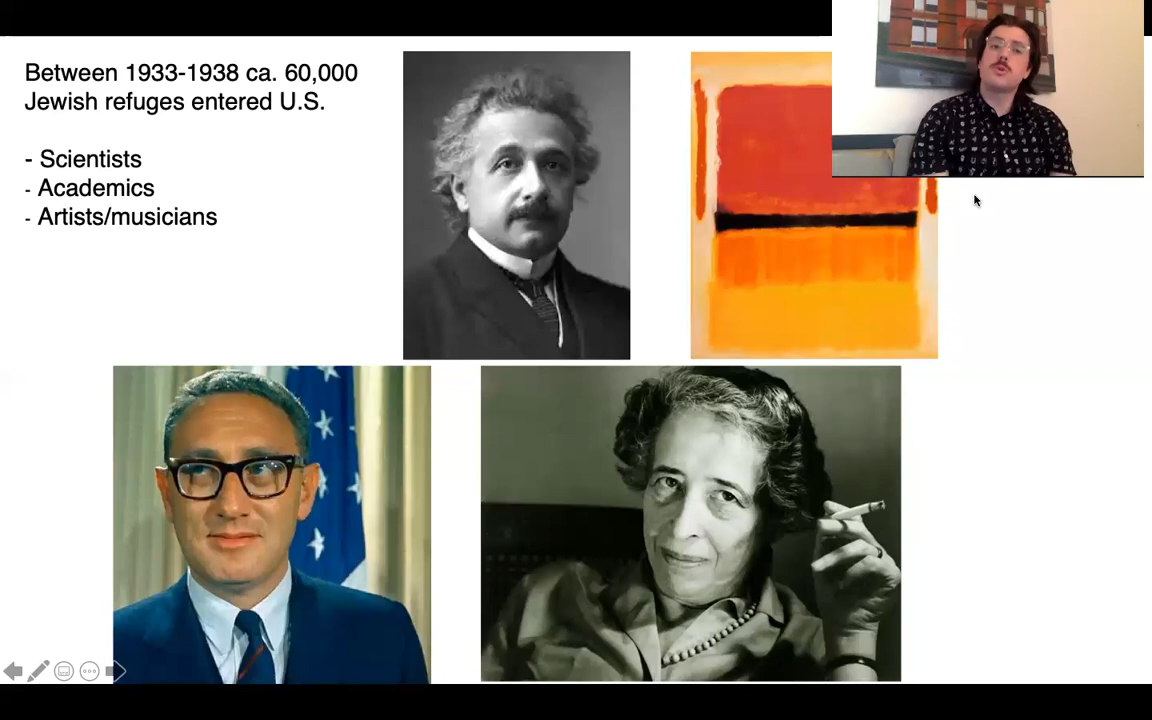 Between 1933-1938 ca. 60,000
Jewish refuges entered U.S.
- Scientists
- Academics
- Artists/musicians